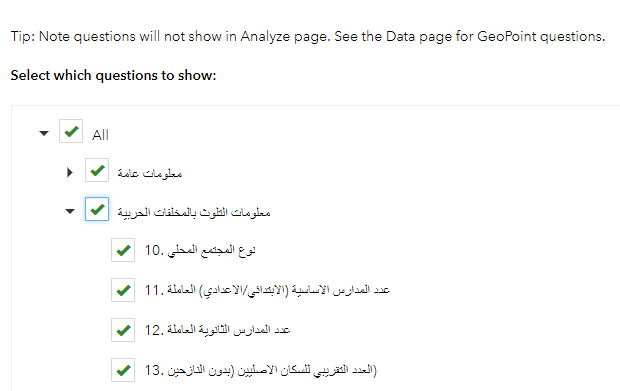 Tip: Note questions will not show in Analyze page. See the Data page for GeoPoint questions.
Select which questions to show:
All
معلومات عامة
معلومات التلوث بالمخلفات الحربية
10. نوع المجتمع المحلي
11. عدد المدارس الاساسية (الابتدائي/الاعدادي) العاملة
12. عدد المدارس الثانوية العاملة
13. العدد التقريبي للسكان الاصليين (بدون النازحين)